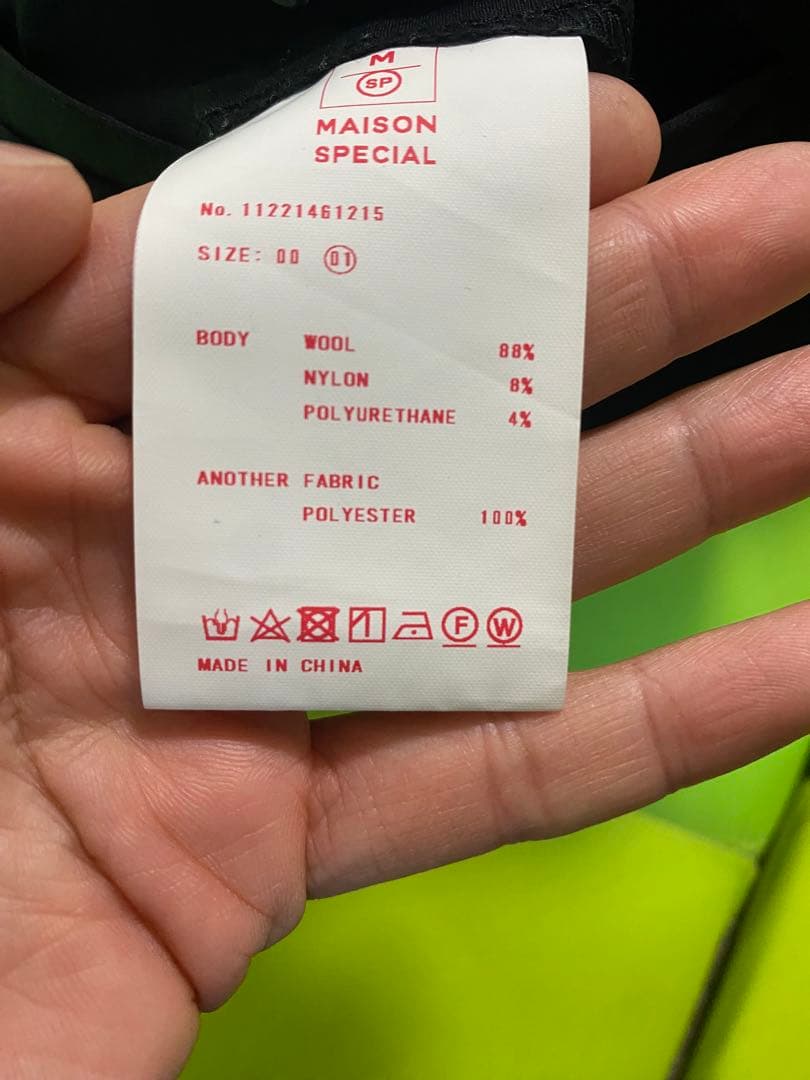 M
SP
MAISON
SPECIAL
No. 11221461215
SIZE: 00 01
BODY WOOL 88%
NYLON 8%
POLYURETHANE 4%
ANOTHER FABRIC
POLYESTER 100%
F W
MADE IN CHINA